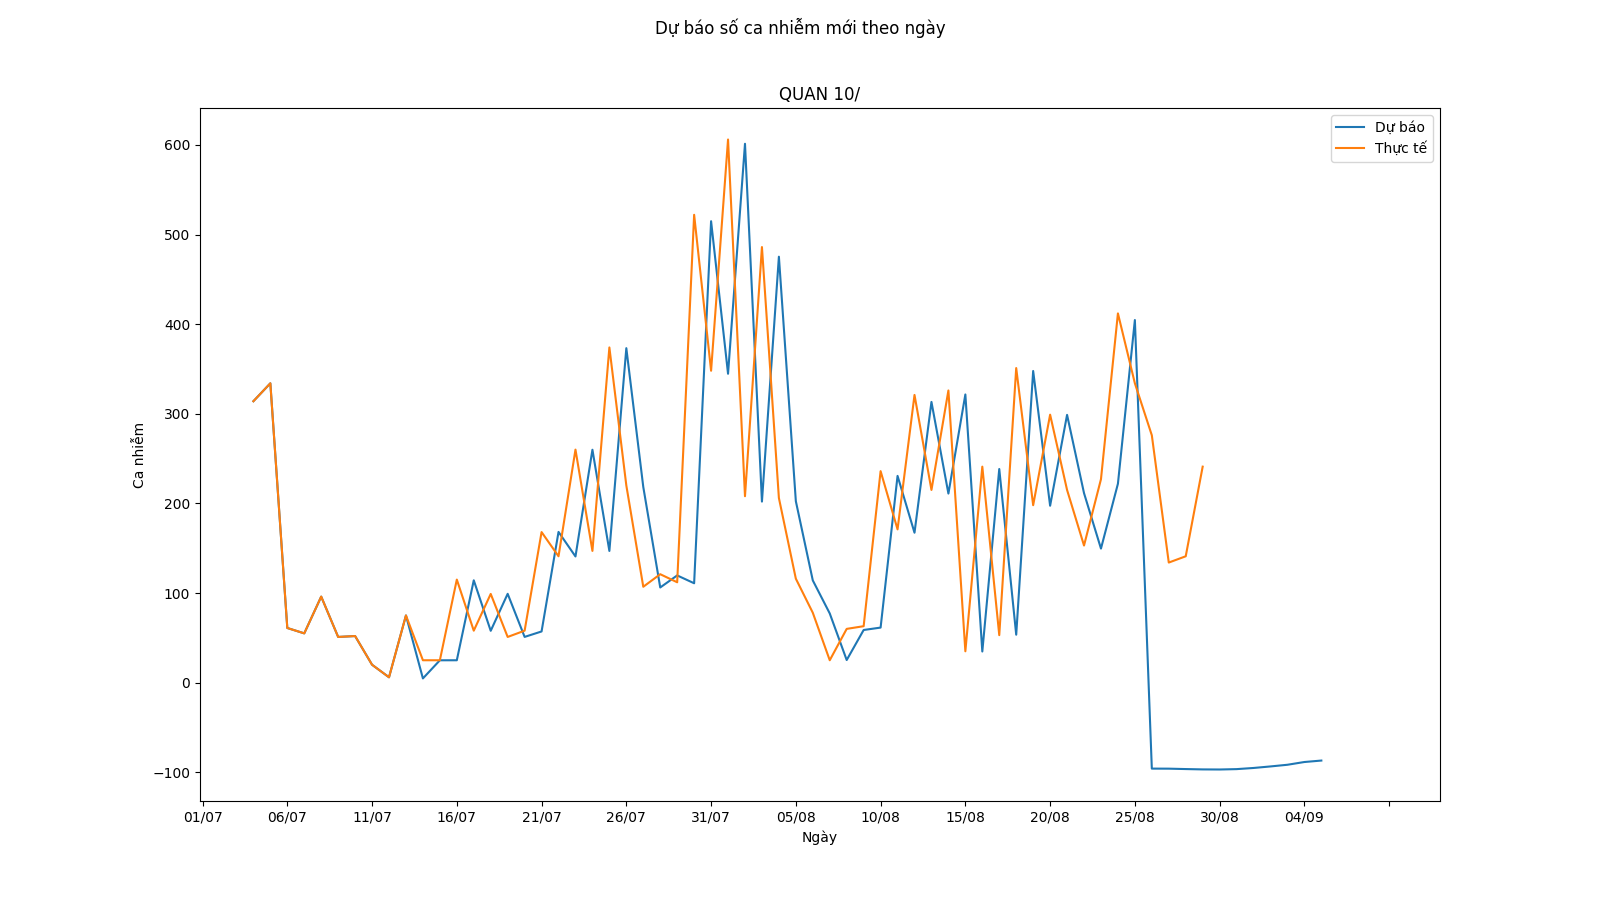 Dự báo số ca nhiễm mới theo ngày
QUAN 10/
Dự báo
Thực tế
Ca nhiễm
600
500
400
300
200
100
0
−100
01/07 06/07 11/07 16/07 21/07 26/07 31/07 05/08 10/08 15/08 20/08 25/08 30/08 04/09
Ngày